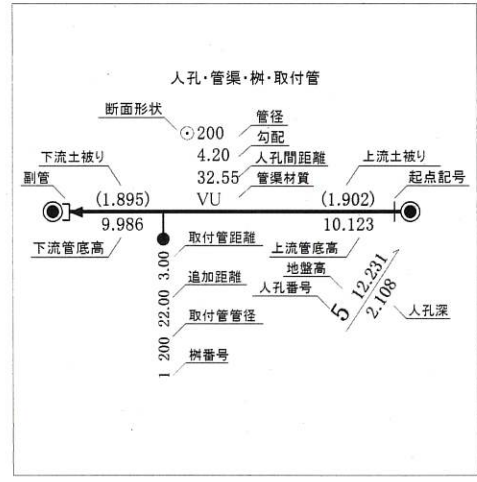 人孔・管渠・桝・取付管
断面形状
⊙200 管径
4.20 勾配
32.55 人孔間距離
VU 管渠材質
下流土被り
上流土被り
副管
起点記号
(1.895)
(1.902)
9.986
10.123
下流管底高
上流管底高
取付管距離
3.00
追加距離
22.00
取付管管径
200
桝番号
1
地盤高
12.231
人孔番号
5
2.108
人孔深